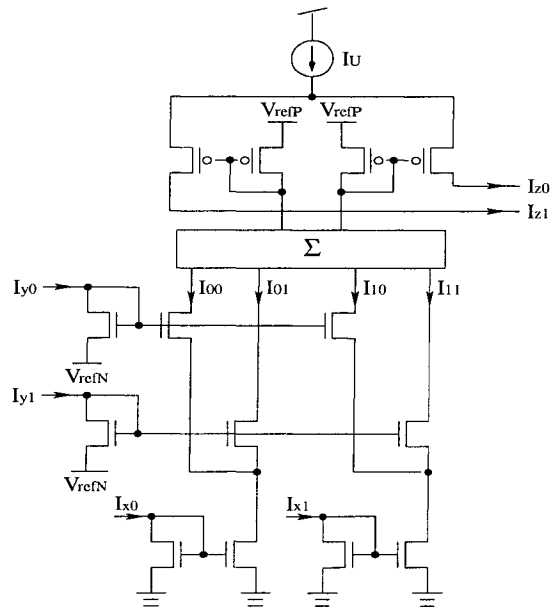 IU
VrefP VrefP
Iz0
Iz1
Σ
Iy0 I00 I01 I10 I11
VrefN
Iy1
VrefN
Ix0 Ix1